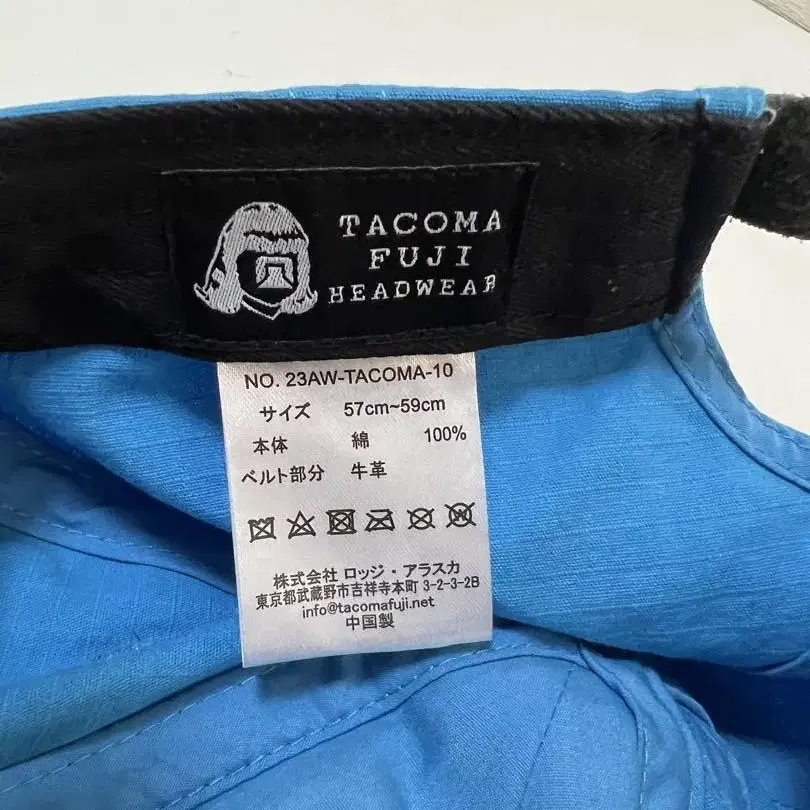 TACOMA
FUJI
HEADWEAR
NO. 23AW-TACOMA-10
サイズ 57cm~59cm
本体 綿 100%
ベルト部分 牛革
株式会社 ロッジ・アラスカ
東京都武蔵野市吉祥寺本町 3-2-3-2B
info@tacomafuji.net
中国製